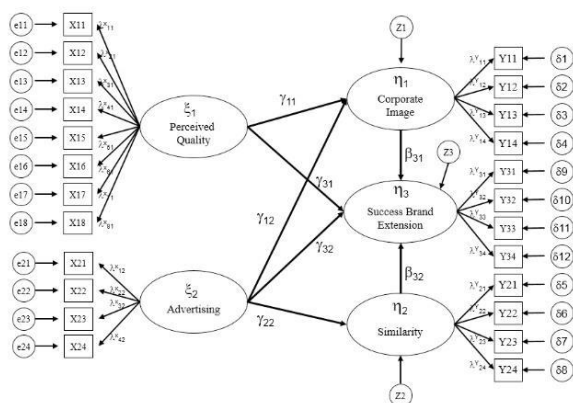 e11 X11
e12 X12
e13 X13
e14 X14
e15 X15
e16 X16
e17 X17
e18 X18
ξ1
Perceived
Quality
e21 X21
e22 X22
e23 X23
e24 X24
ξ2
Advertising
γ11
γ31
γ12
γ32
γ22
Z1
η1
Corporate
Image
β31
Z3
η3
Success Brand
Extension
β32
η2
Similarity
Z2
Y11 δ1
Y12 δ2
Y13 δ3
Y14 δ4
Y31 δ9
Y32 δ10
Y33 δ11
Y34 δ12
Y21 δ5
Y22 δ6
Y23 δ7
Y24 δ8